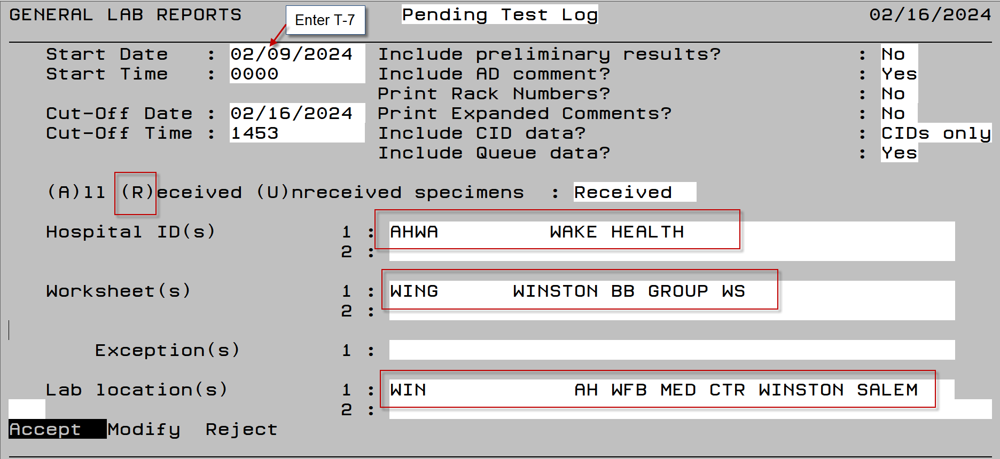 GENERAL LAB REPORTS Enter T-7 Pending Test Log 02/16/2024
Start Date : 02/09/2024 Include preliminary results? : No
Start Time : 0000 Include AD comment? : Yes
Print Rack Numbers? : No
Cut-Off Date : 02/16/2024 Print Expanded Comments? : No
Cut-Off Time : 1453 Include CID data? : CIDs only
Include Queue data? : Yes
(A)ll (R)eceived (U)nreceived specimens : Received
Hospital ID(s) 1 : AHWA WAKE HEALTH
2 :
Worksheet(s) 1 : WING WINSTON BB GROUP WS
2 :
Exception(s) 1 :
Lab location(s) 1 : WIN AH WFB MED CTR WINSTON SALEM
2 :
Accept Modify Reject